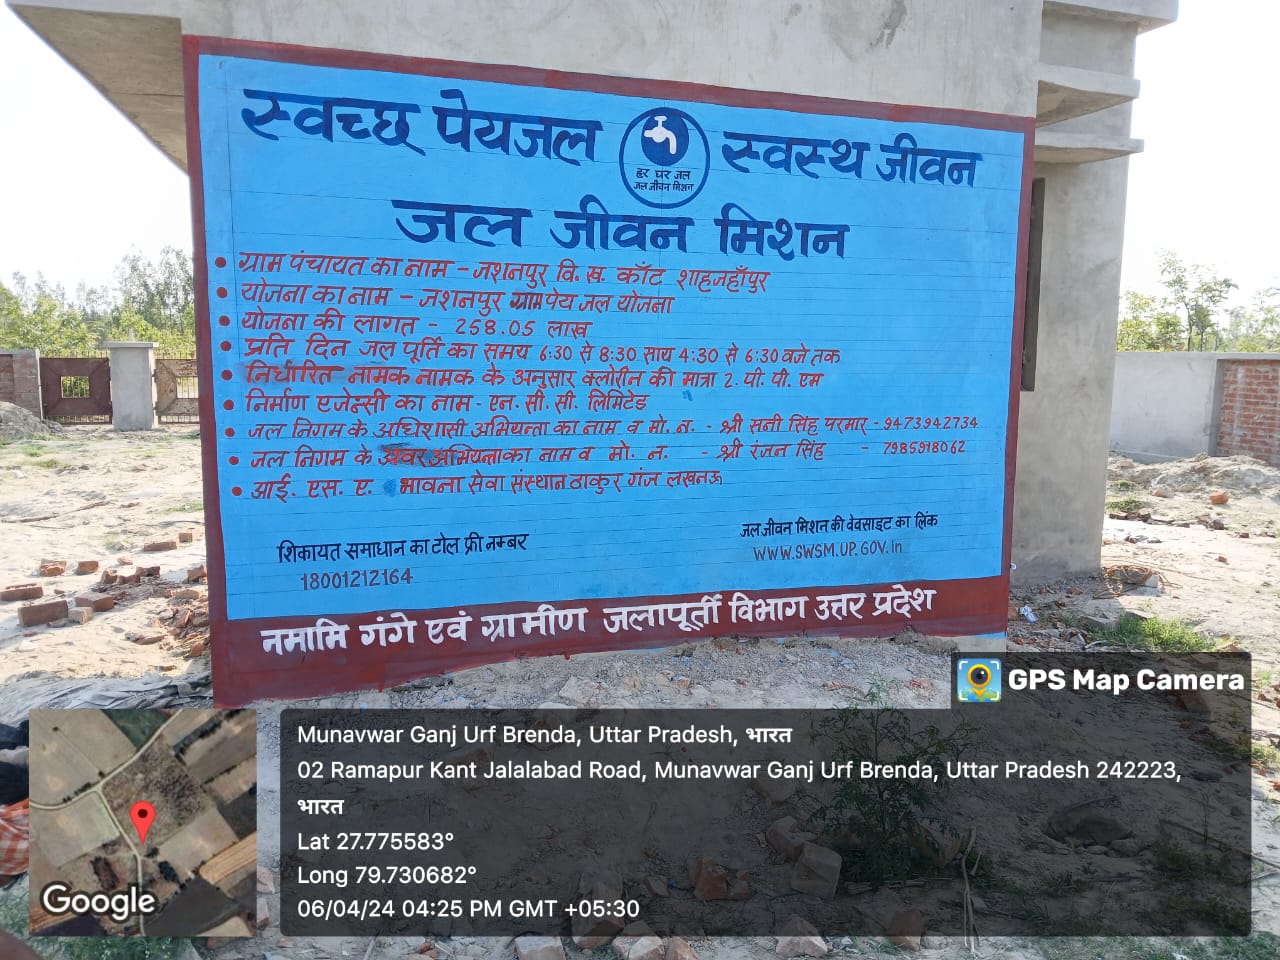 स्वच्छ पेयजल
हर घर जल
जल जीवन मिशन
स्वस्थ जीवन
जल जीवन मिशन
• ग्राम पंचायत का नाम - जशनपुर वि. ख. काँट शाहजहाँपुर
• योजना का नाम - जशनपुर ग्राम पेय जल योजना
• योजना की लागत - 258.05 लाख
• प्रति दिन जल पूर्ति का समय 6:30 से 8:30 साय 4:30 से 6:30 वजे तक
• निर्धारित नामक नामक के अनुसार क्लोरीन की मात्रा 2. पी. पी. एम
• निर्माण एजेन्सी का नाम - एन. सी. सी. लिमिटेड
• जल निगम के अधिशासी अभियन्ता का नाम व मो. न. - श्री सनी सिंह परमार - 9473942734
• जल निगम के अवर अभियन्ता का नाम व मो. न. - श्री रंजन सिंह - 7985918062
• आई. एस. ए. भावना सेवा संस्थान ठाकुर गंज लखनऊ
शिकायत समाधान का टोल फ्री नम्बर
18001212164
जल जीवन मिशन की वेवसाइट का लिंक
WWW.SWSM.UP.GOV.in
नमामि गंगे एवं ग्रामीण जलापूर्ती विभाग उत्तर प्रदेश
GPS Map Camera
Munavwar Ganj Urf Brenda, Uttar Pradesh, भारत
02 Ramapur Kant Jalalabad Road, Munavwar Ganj Urf Brenda, Uttar Pradesh 242223,
भारत
Lat 27.775583°
Long 79.730682°
06/04/24 04:25 PM GMT +05:30
Google